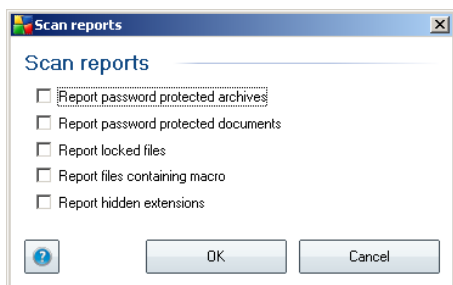 Scan reports
Scan reports
Report password protected archives
Report password protected documents
Report locked files
Report files containing macro
Report hidden extensions
?
OK
Cancel